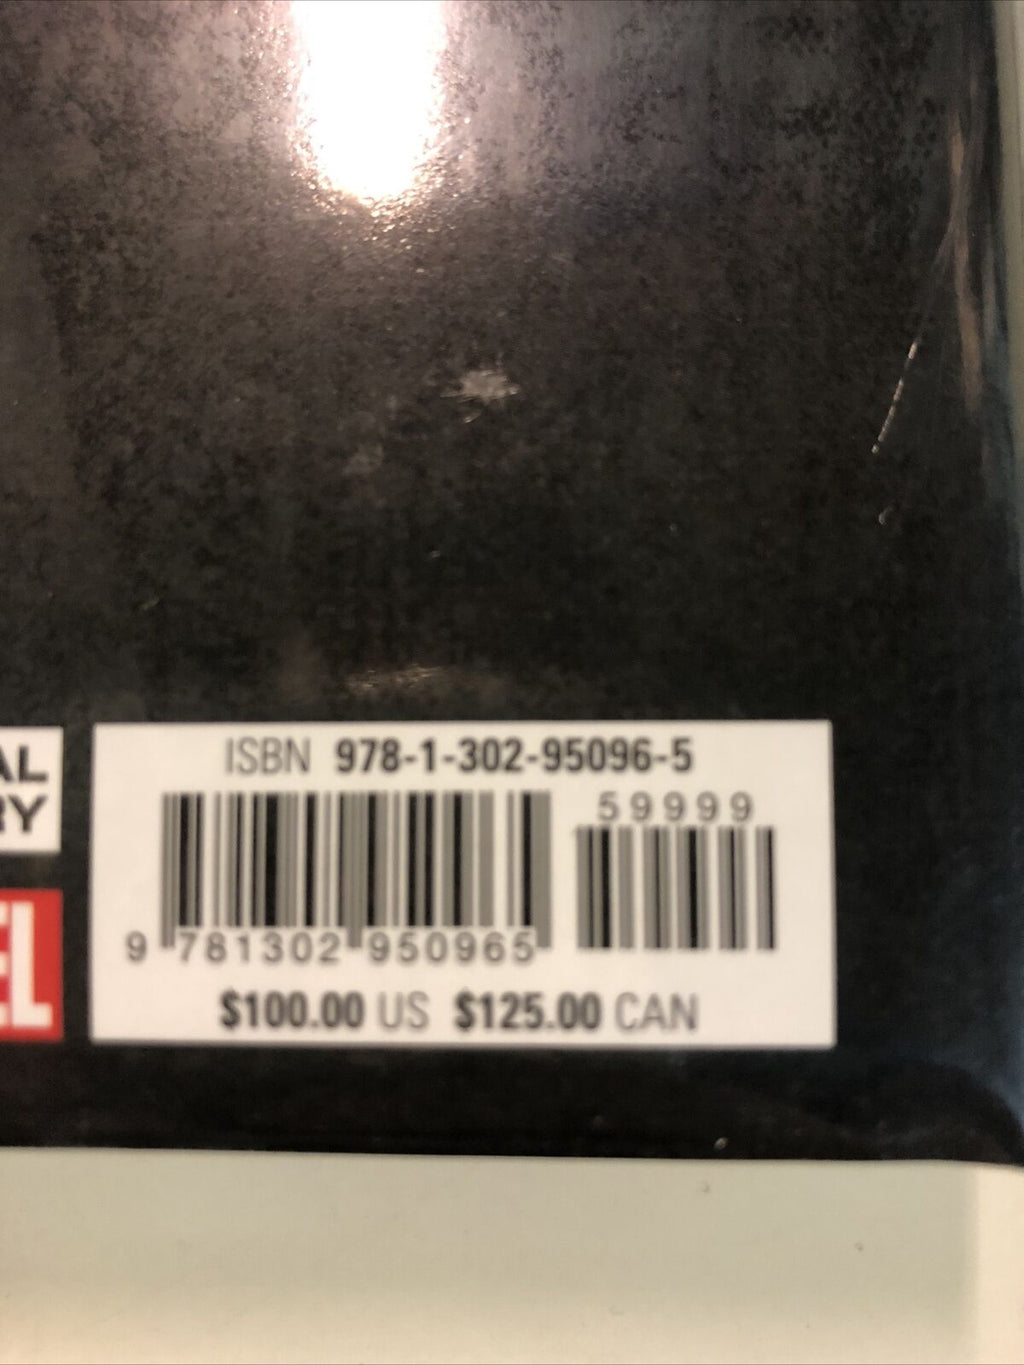 AL
RY
EL
ISBN 978-1-302-95096-5
59999
9 781302 950965
$100.00 US $125.00 CAN